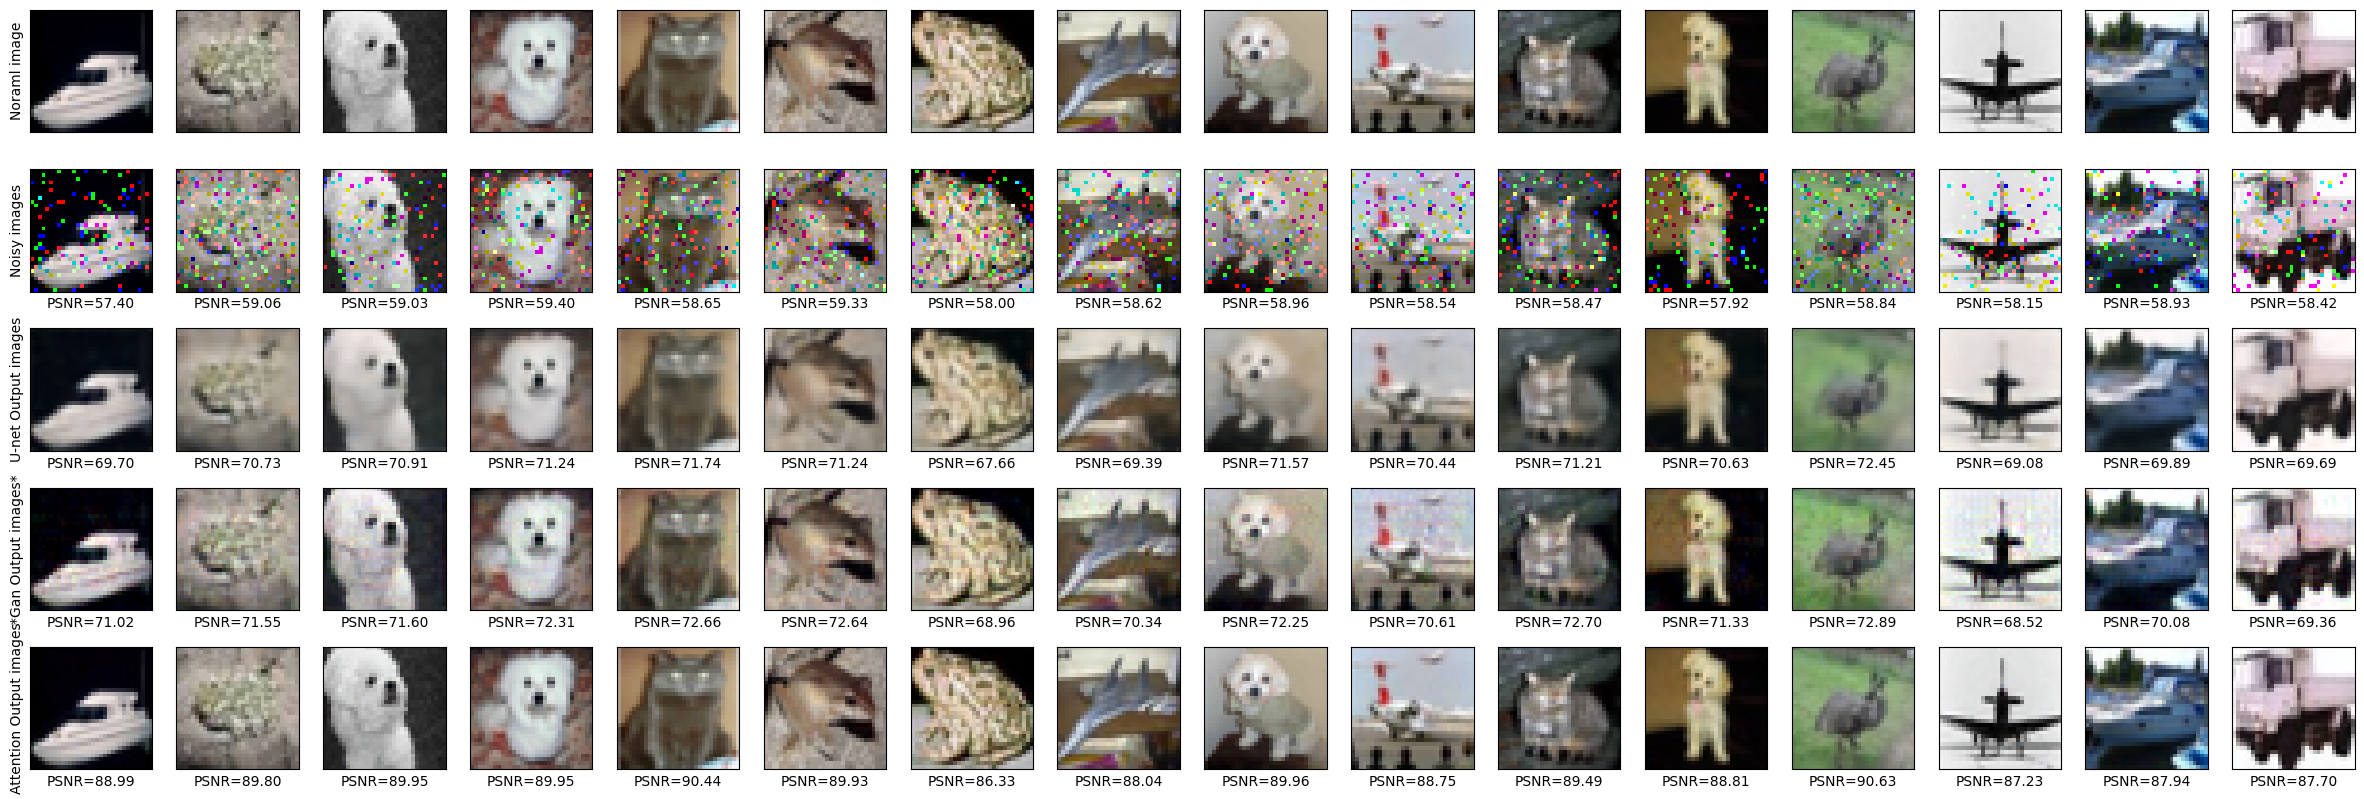 Noraml image
Noisy images
PSNR=57.40 PSNR=59.06 PSNR=59.03 PSNR=59.40 PSNR=58.65 PSNR=59.33 PSNR=58.00 PSNR=58.62 PSNR=58.96 PSNR=58.54 PSNR=58.47 PSNR=57.92 PSNR=58.84 PSNR=58.15 PSNR=58.93 PSNR=58.42
U-net Output images
PSNR=69.70 PSNR=70.73 PSNR=70.91 PSNR=71.24 PSNR=71.74 PSNR=71.24 PSNR=67.66 PSNR=69.39 PSNR=71.57 PSNR=70.44 PSNR=71.21 PSNR=70.63 PSNR=72.45 PSNR=69.08 PSNR=69.89 PSNR=69.69
*Gan Output images*
PSNR=71.02 PSNR=71.55 PSNR=71.60 PSNR=72.31 PSNR=72.66 PSNR=72.64 PSNR=68.96 PSNR=70.34 PSNR=72.25 PSNR=70.61 PSNR=72.70 PSNR=71.33 PSNR=72.89 PSNR=68.52 PSNR=70.08 PSNR=69.36
Attention Output images
PSNR=88.99 PSNR=89.80 PSNR=89.95 PSNR=89.95 PSNR=90.44 PSNR=89.93 PSNR=86.33 PSNR=88.04 PSNR=89.96 PSNR=88.75 PSNR=89.49 PSNR=88.81 PSNR=90.63 PSNR=87.23 PSNR=87.94 PSNR=87.70